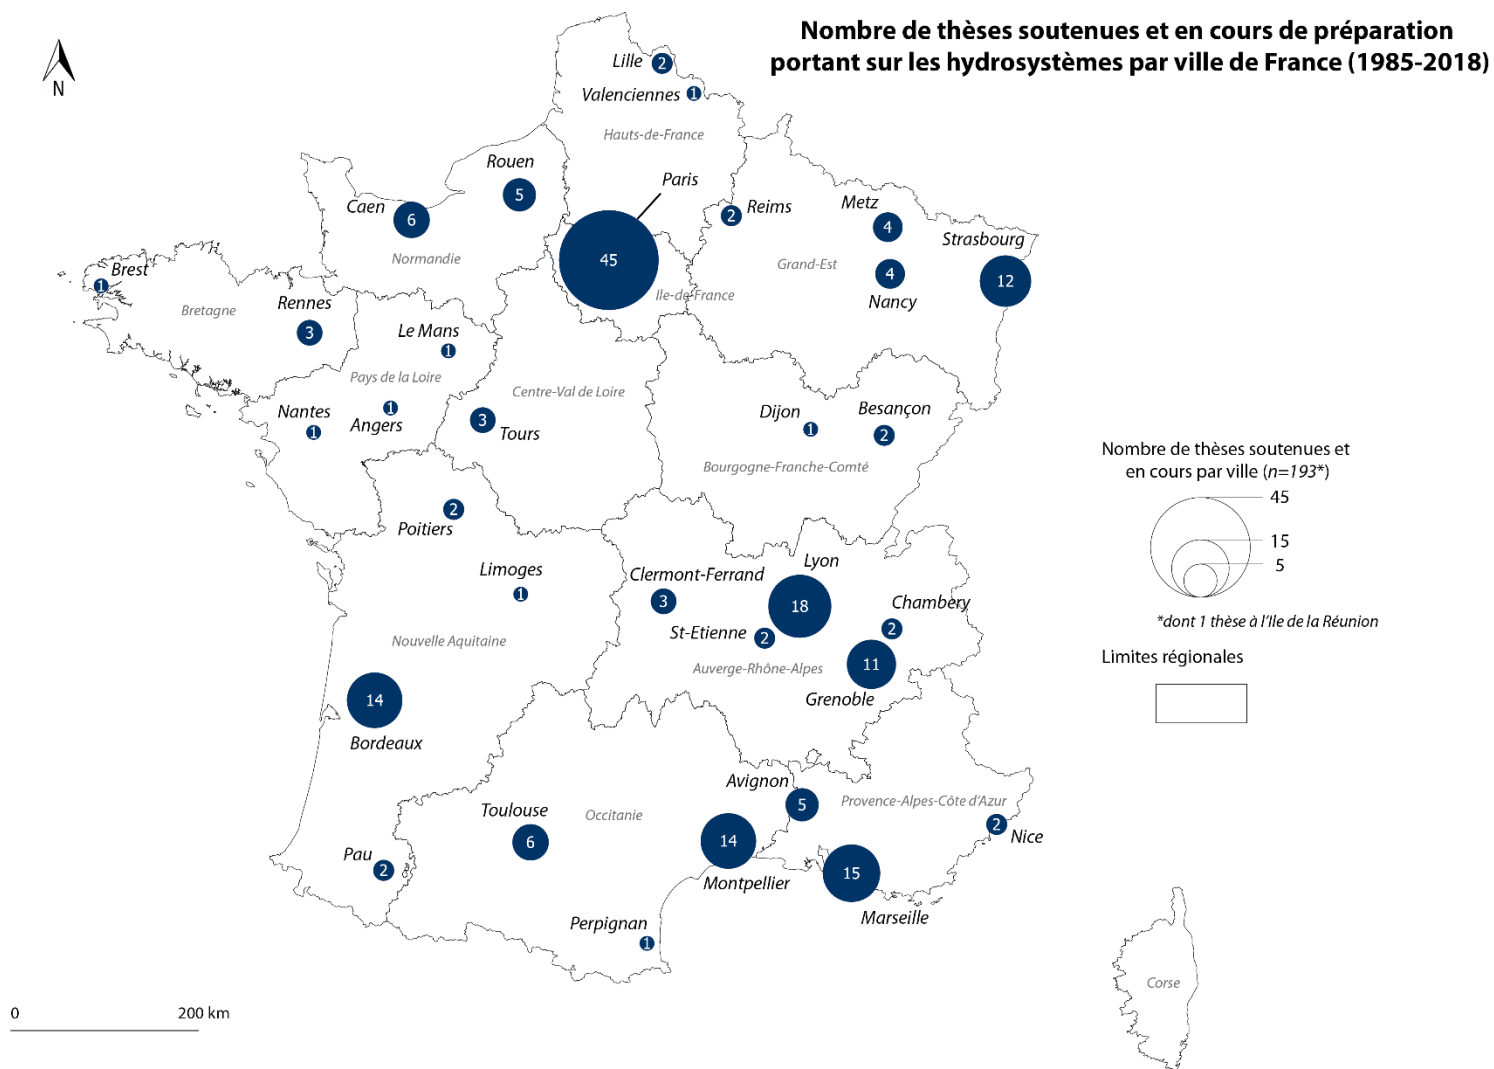 Nombre de thèses soutenues et en cours de préparation
portant sur les hydrosystèmes par ville de France (1985-2018)
N
Lille
2
Valenciennes
1
Hauts-de-France
Rouen
5
Paris
45
Caen
6
Normandie
Reims
2
Metz
4
Strasbourg
12
Grand-Est
4
Nancy
Ile-de-France
Brest
1
Bretagne
Rennes
3
Le Mans
1
Pays de la Loire
Nantes
1
1
Angers
Centre-Val de Loire
3
Tours
Dijon
1
Besançon
2
Bourgogne-Franche-Comté
2
Poitiers
Limoges
1
Nouvelle Aquitaine
Clermont-Ferrand
3
Lyon
18
St-Etienne
2
Chambéry
2
11
Grenoble
Auverge-Rhône-Alpes
14
Bordeaux
Avignon
5
Provence-Alpes-Côte d'Azur
2
Nice
Toulouse
6
Occitanie
14
Montpellier
15
Marseille
Pau
2
Perpignan
1
Corse
Nombre de thèses soutenues et
en cours par ville (n=193*)
45
15
5
*dont 1 thèse à l'Ile de la Réunion
Limites régionales
0 200 km